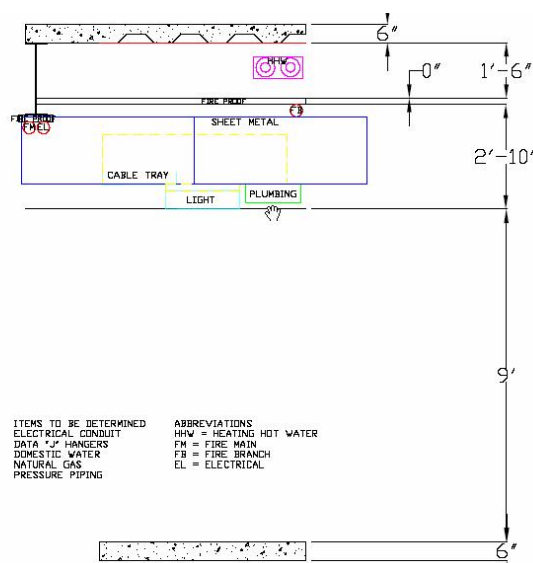 6"
HHW
0"
1'-6"
FIRE PROOF
FB
FIRE PROOF
FM EL
SHEET METAL
2'-10"
CABLE TRAY
PLUMBING
LIGHT
9'
ITEMS TO BE DETERMINED
ELECTRICAL CONDUIT
DATA "J" HANGERS
DOMESTIC WATER
NATURAL GAS
PRESSURE PIPING
ABBREVIATIONS
HHW = HEATING HOT WATER
FM = FIRE MAIN
FB = FIRE BRANCH
EL = ELECTRICAL
6"